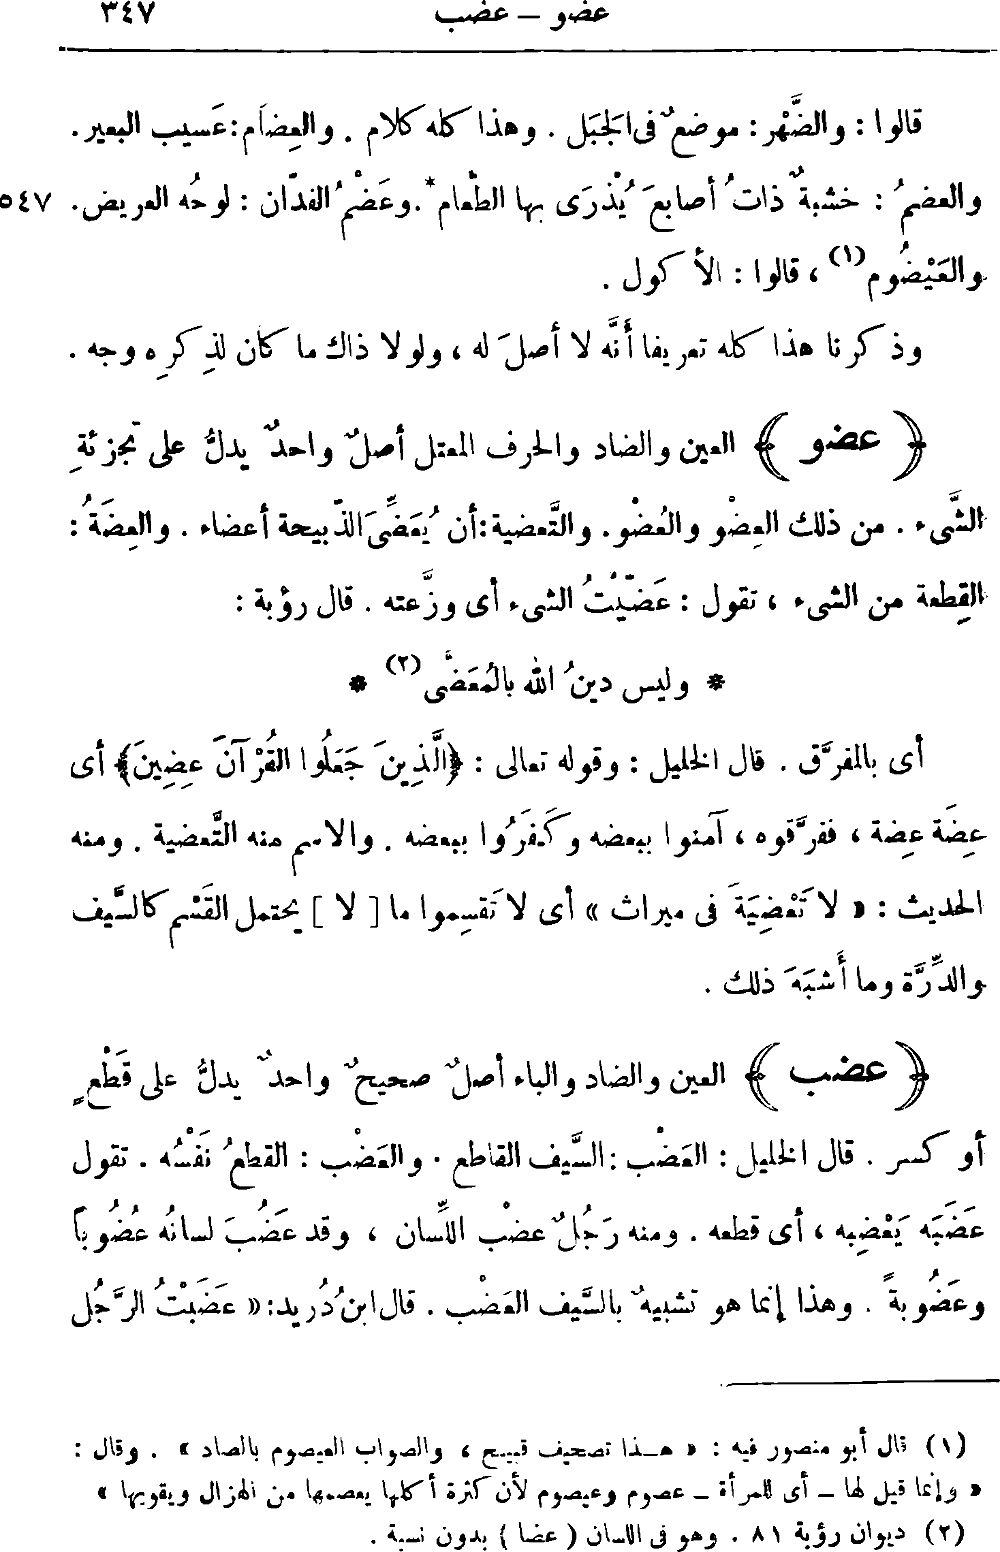 عضو – عضب ٣٤٧
قالوا : والضَّهْر : موضعٌ فى الجَبَل . وهذا كله كلام . والعِضَام : عَسيب البعير .
والعضمُ : خشبةٌ ذاتُ أصابعَ يُذْرَى بها الطّعام* . وعَضْمُ الفدّان : لوحُه العريض . ٥٤٧
والعَيْضُوم(١) ، قالوا : الأكول .
وذكرنا هذا كله تعريفا أنَّه لا أصلَ له ، ولولا ذاك ما كان لذِكرِه وجه .
﴿ عضو ﴾ العين والضاد والحرف المعتل أصلٌ واحدٌ يدلُّ على تجزئةِ
الشَّىء . من ذلك العِضْو والعُضْو . والتَّعضية : أن يُعَضِّىَ الذّبيحة أعضاء . والعِضَةُ :
القِطعة من الشىء ، تقول : عَضّيْتُ الشىء أى وزَّعته . قال رؤبة :
* وليس دينُ الله بالمُعَضَّى(٢) *
أى بالمفرَّق . قال الخليل : وقوله تعالى : ﴿الَّذِينَ جَعَلُوا القُرْآنَ عِضِينَ﴾ أى
عِضَة عِضة ، ففرَّقوه ، آمنوا ببعضه وكَفَرُوا ببعضه . والاسم منه التَّعضية . ومنه
الحديث : « لا تَعْضِيَةَ فى ميراث » أى لا تَقسِموا ما [ لا ] يحتمل القَسْم كالسَّيف
والدِّرَّة وما أَشبَهَ ذلك .
﴿ عضب ﴾ العين والضاد والباء أصلٌ صحيحٌ واحدٌ يدلُّ على قَطْعٍ
أو كسر . قال الخليل : العَضْب : السَّيف القاطع . والعَضْب : القطعُ نَفْسُه . تقول
عَضَبَه يَعْضِبه ، أى قطعه . ومنه رَجُلٌ عضْب اللِّسان ، وقد عَضُبَ لسانُه عُضُوباً
وعَضُوبةً . وهذا إنما هو تشبيهٌ بالسَّيف العَضْب . قال ابن دُريد : « عضَبْتُ الرَّجُل
(١) قال أبو منصور فيه : « هـذا تصحيف قبيح ، والصواب العيصوم بالصاد » . وقال :
« وإنما قيل لها – أى للمرأة – عصوم وعيصوم لأن كثرة أكلها يعصمها من الهزال ويقويها »
(٢) ديوان رؤبة ٨١ . وهو فى اللسان ( عضا ) بدون نسبة .